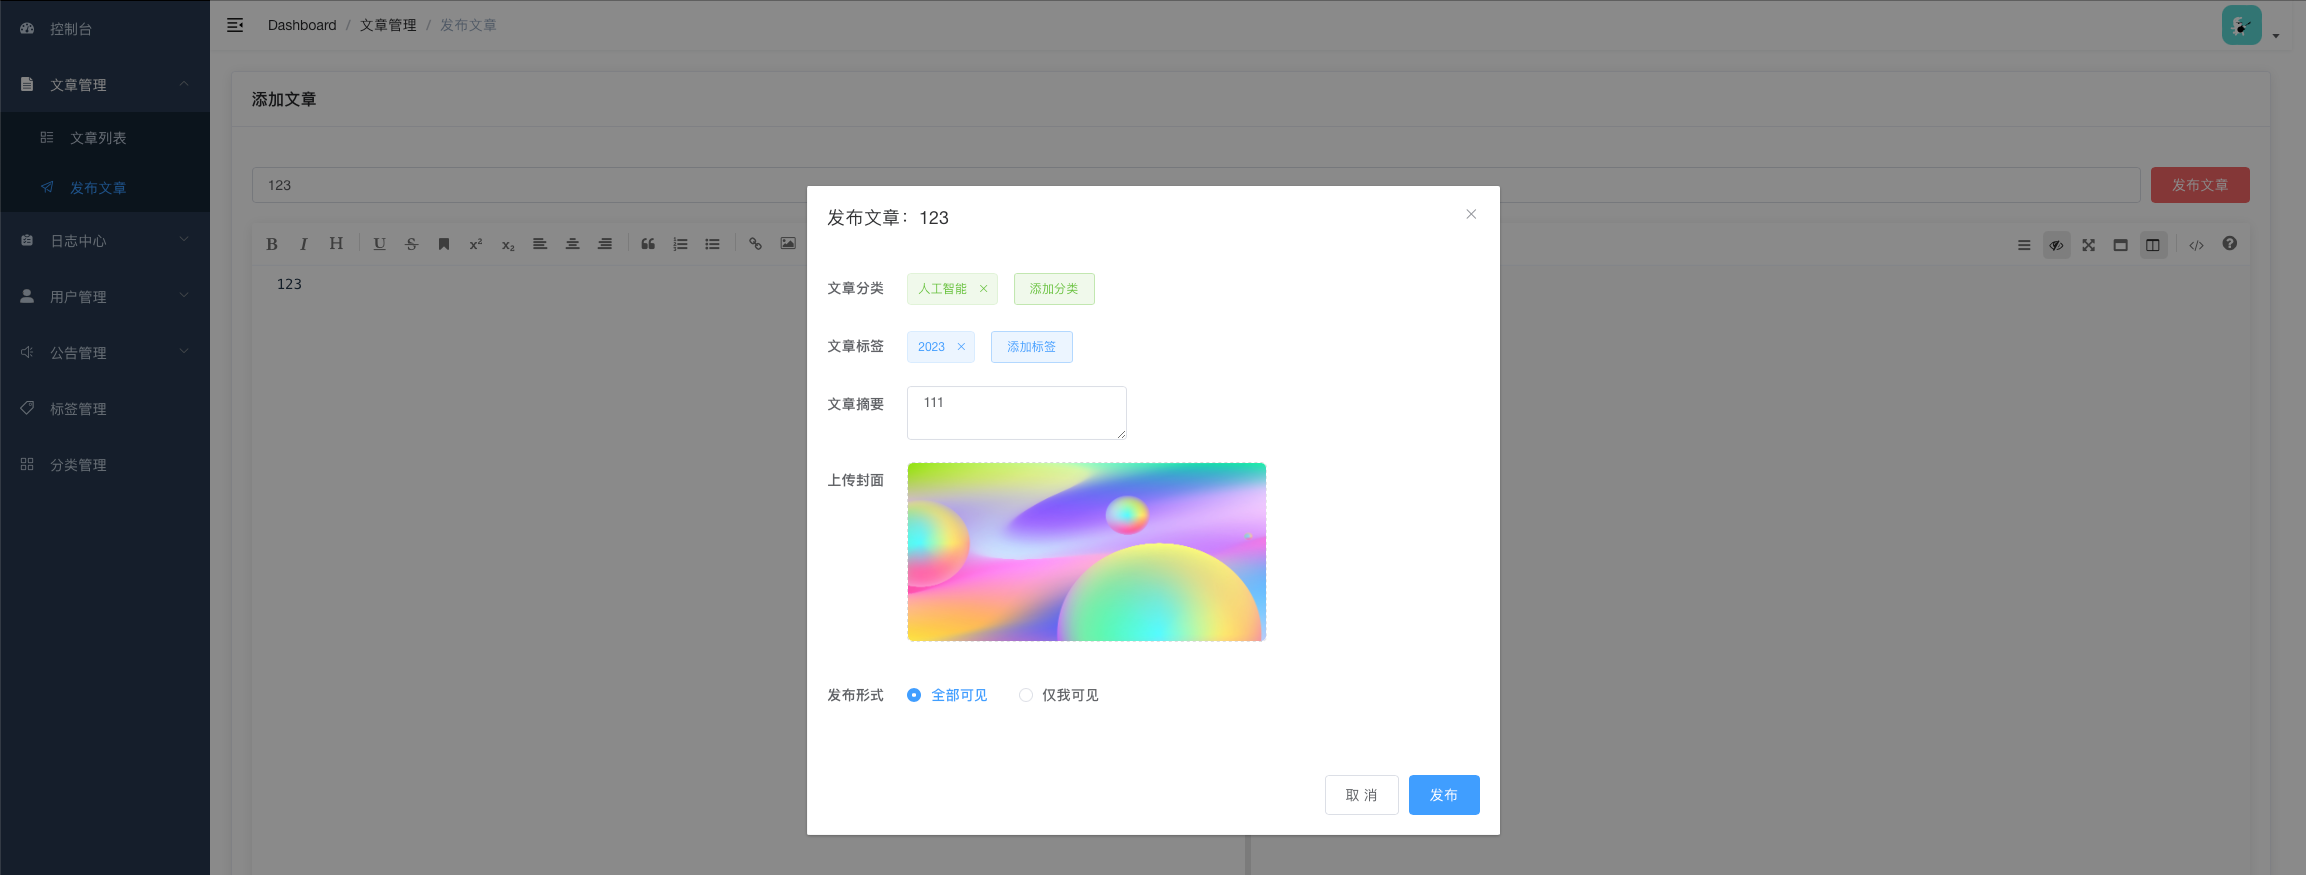 控制台
文章管理
文章列表
发布文章
日志中心
用户管理
公告管理
标签管理
分类管理
Dashboard / 文章管理 / 发布文章
添加文章
123
发布文章
B I H U S x² x₂
123
发布文章：123
文章分类 人工智能 添加分类
文章标签 2023 添加标签
文章摘要 111
上传封面
发布形式 全部可见 仅我可见
取 消 发布